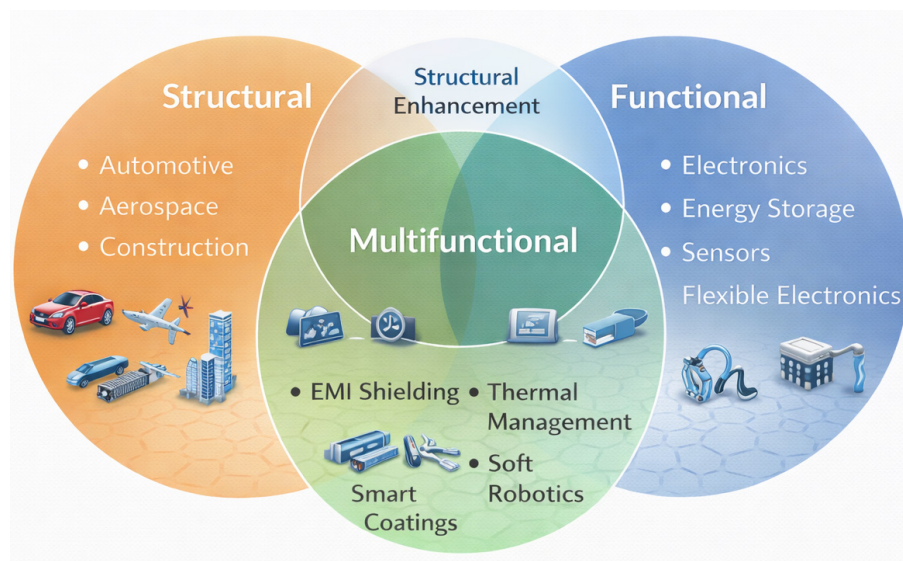 Structural
Enhancement
Structural
Functional
• Automotive
• Aerospace
• Construction
• Electronics
• Energy Storage
• Sensors
Flexible Electronics
Multifunctional
火
• EMI Shielding
• Thermal
Management
• Soft
Robotics
Smart
Coatings